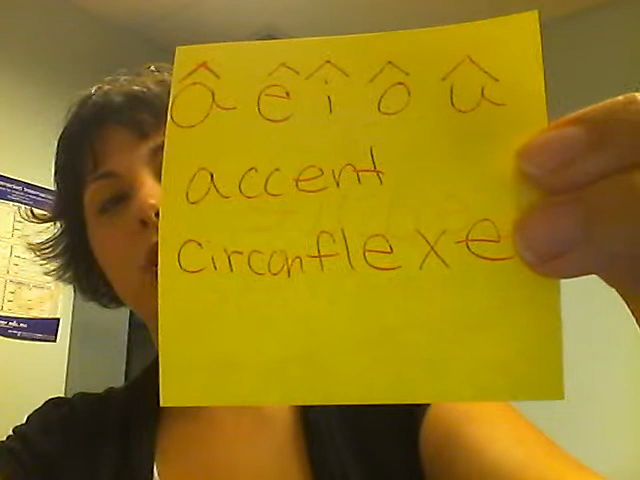 â ê î ô û
accent
circonflexe